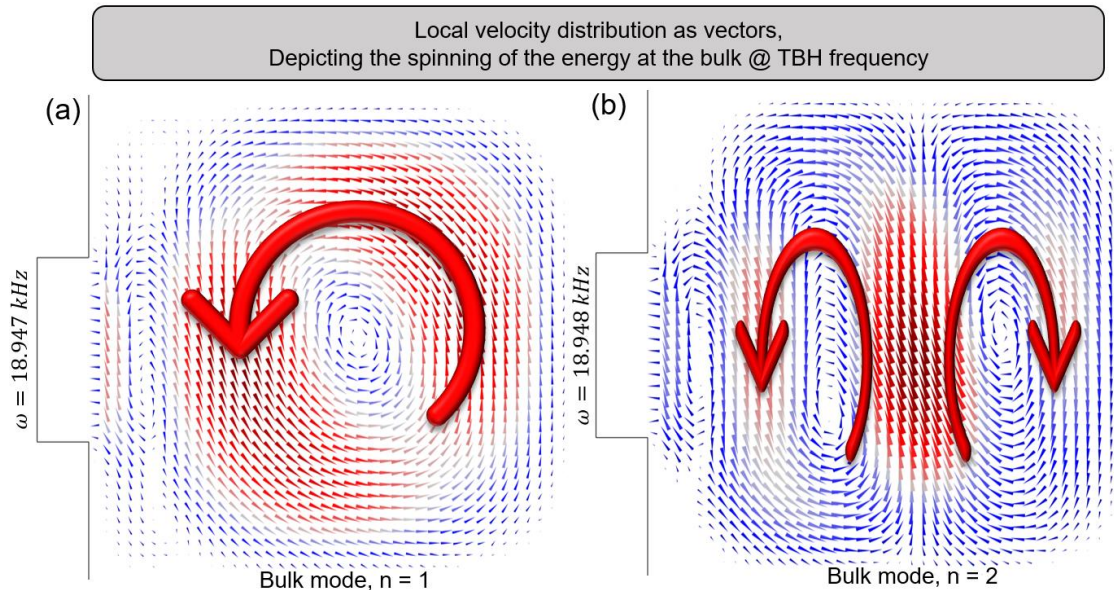 Local velocity distribution as vectors,
Depicting the spinning of the energy at the bulk @ TBH frequency
(a)
ω = 18.947 kHz
Bulk mode, n = 1
(b)
ω = 18.948 kHz
Bulk mode, n = 2